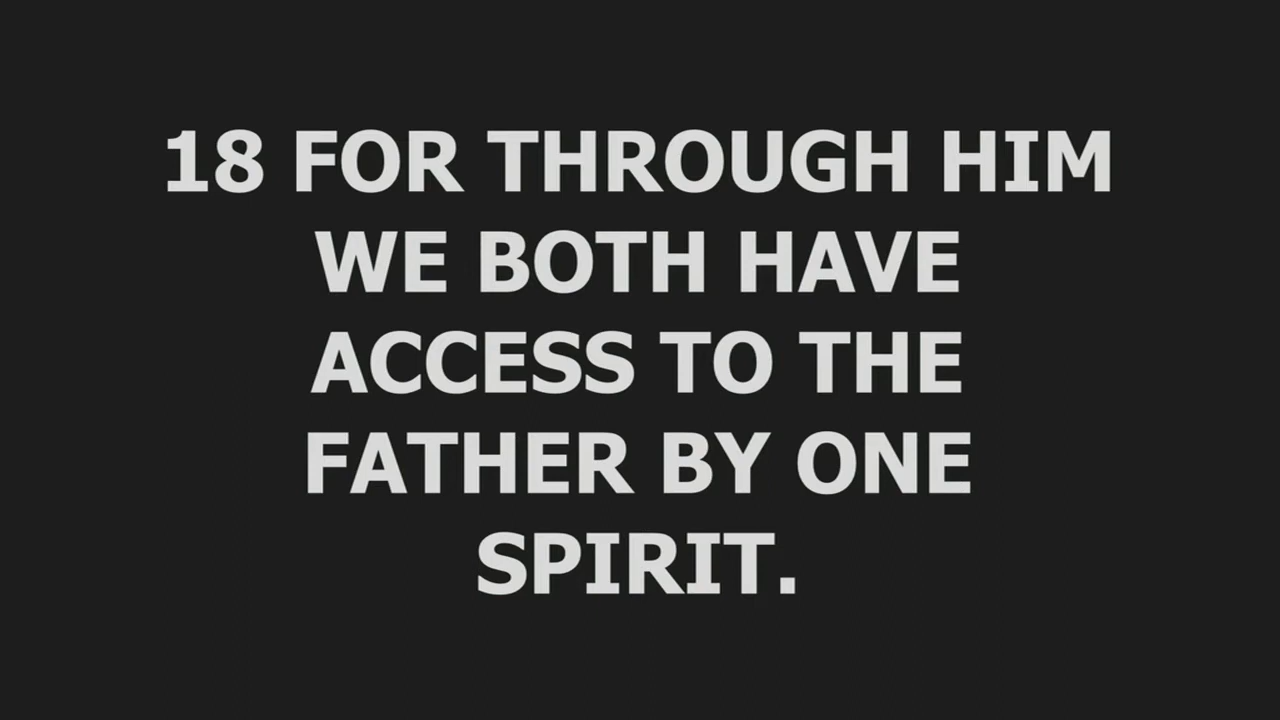 18 FOR THROUGH HIM
WE BOTH HAVE
ACCESS TO THE
FATHER BY ONE
SPIRIT.